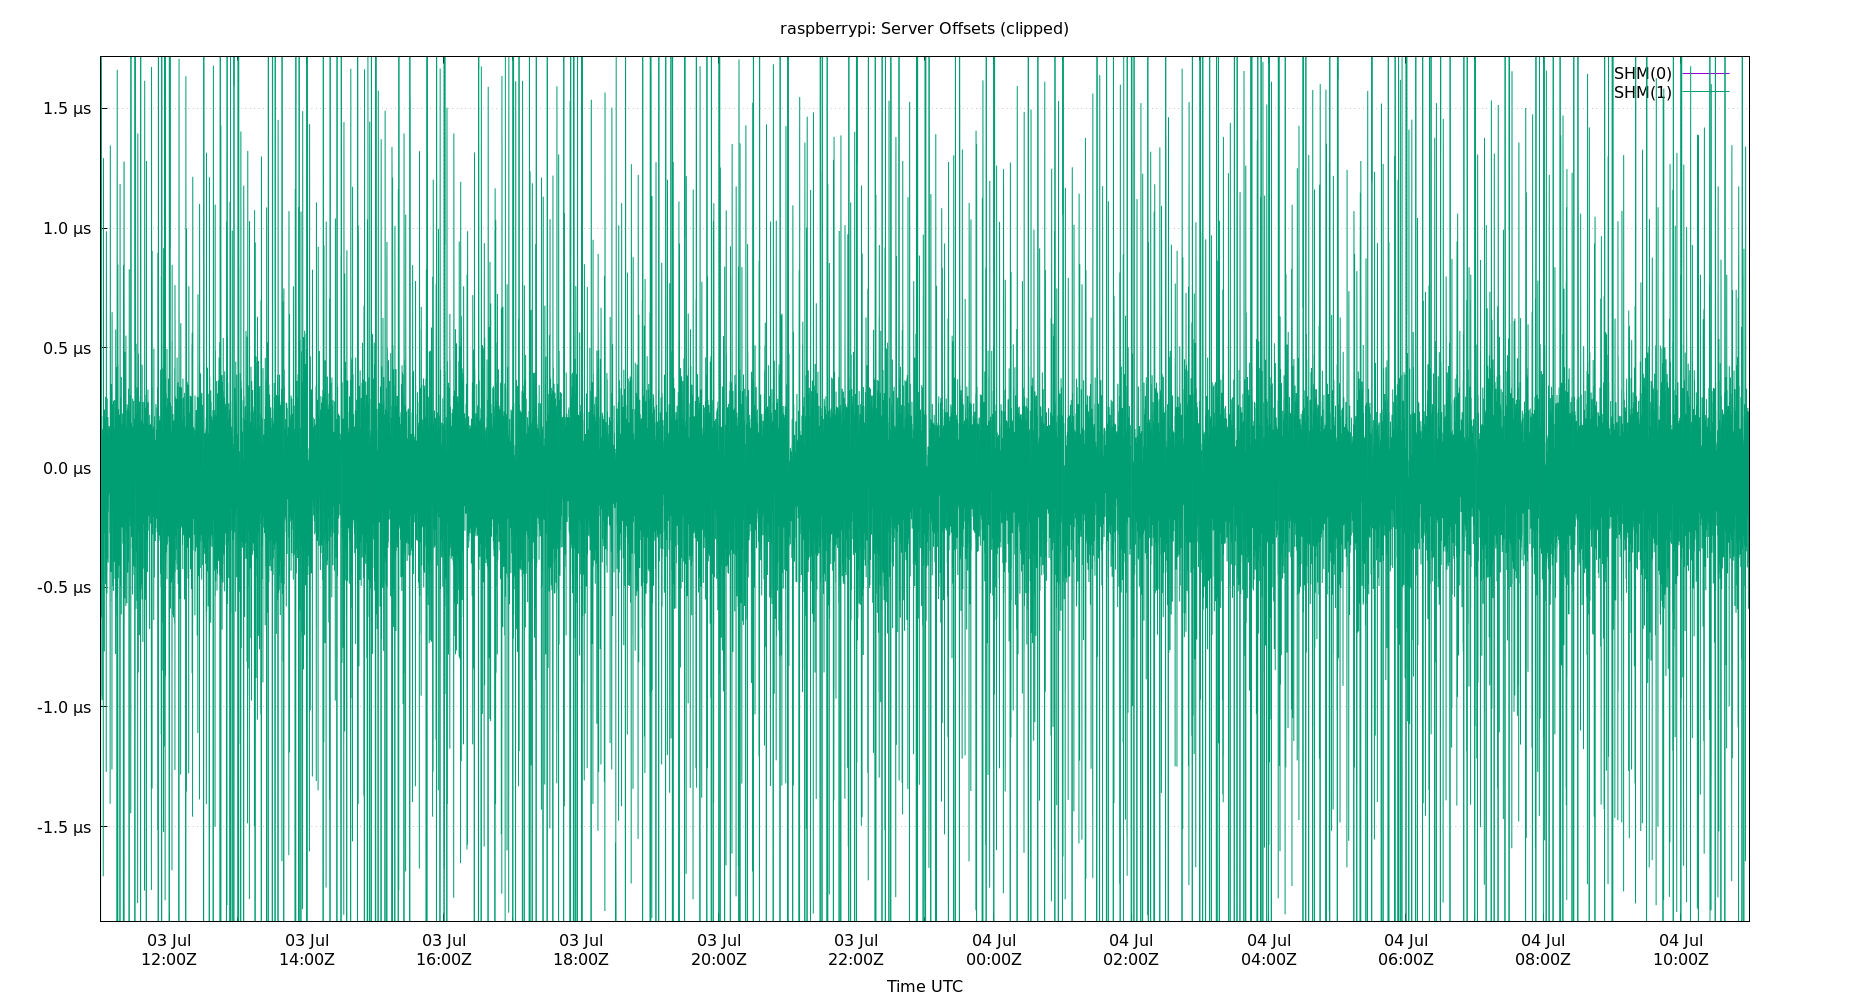 raspberrypi: Server Offsets (clipped)
SHM(0)
SHM(1)
1.5 µs
1.0 µs
0.5 µs
0.0 µs
-0.5 µs
-1.0 µs
-1.5 µs
03 Jul 03 Jul 03 Jul 03 Jul 03 Jul 03 Jul 04 Jul 04 Jul 04 Jul 04 Jul 04 Jul 04 Jul
12:00Z 14:00Z 16:00Z 18:00Z 20:00Z 22:00Z 00:00Z 02:00Z 04:00Z 06:00Z 08:00Z 10:00Z
Time UTC